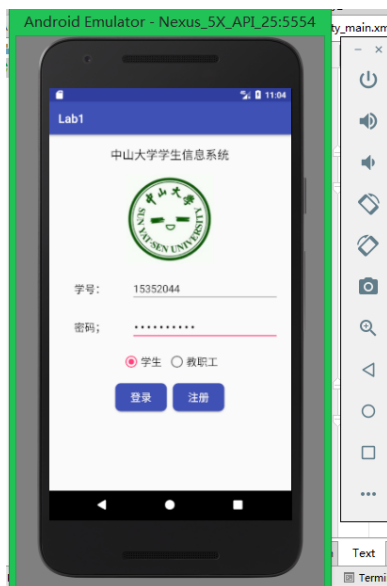 Android Emulator - Nexus_5X_API_25:5554
ty_main.xm
11:04
Lab1
中山大学学生信息系统
中山大学
SUN YAT-SEN UNIVERSITY
学号: 15352044
密码; ••••••••••
学生 教职工
登录 注册
Text
Termi